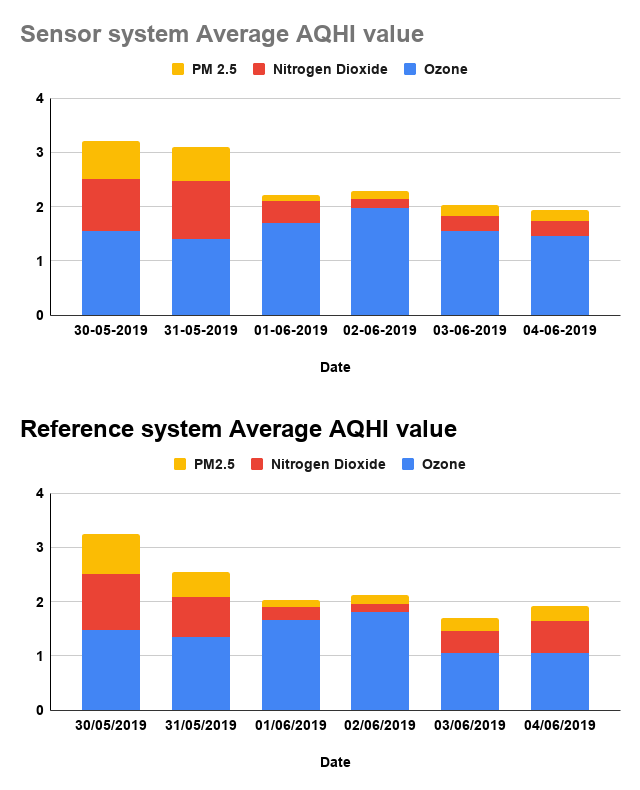 Sensor system Average AQHI value
PM 2.5 Nitrogen Dioxide Ozone
4
3
2
1
0
30-05-2019 31-05-2019 01-06-2019 02-06-2019 03-06-2019 04-06-2019
Date
Reference system Average AQHI value
PM2.5 Nitrogen Dioxide Ozone
4
3
2
1
0
30/05/2019 31/05/2019 01/06/2019 02/06/2019 03/06/2019 04/06/2019
Date